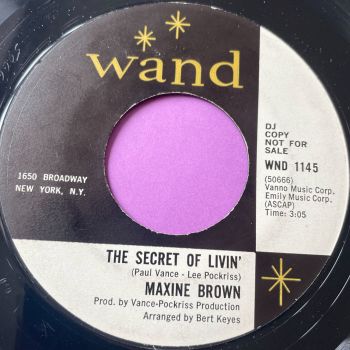 wand
DJ
COPY
NOT FOR
SALE
WND 1145
1650 BROADWAY
NEW YORK, N.Y.
(50666)
Vanno Music Corp.
Emily Music Corp.
(ASCAP)
Time: 3:05
THE SECRET OF LIVIN'
(Paul Vance - Lee Pockriss)
MAXINE BROWN
Prod. by Vance-Pockriss Production
Arranged by Bert Keyes